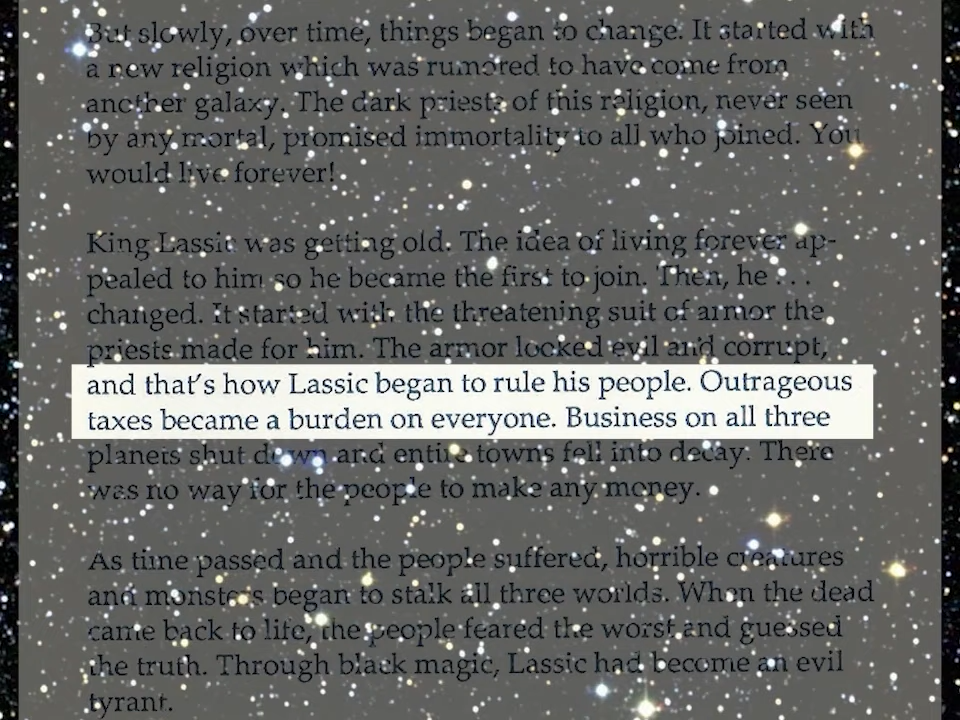 But slowly, over time, things began to change. It started with
a new religion which was rumored to have come from
another galaxy. The dark priests of this religion, never seen
by any mortal, promised immortality to all who joined. You
would live forever!
King Lassic was getting old. The idea of living forever ap-
pealed to him so he became the first to join. Then, he . . .
changed. It started with the threatening suit of armor the
priests made for him. The armor looked evil and corrupt,
and that's how Lassic began to rule his people. Outrageous
taxes became a burden on everyone. Business on all three
planets shut down and entire towns fell into decay. There
was no way for the people to make any money.
As time passed and the people suffered, horrible creatures
and monsters began to stalk all three worlds. When the dead
came back to life, the people feared the worst and guessed
the truth. Through black magic, Lassic had become an evil
tyrant.